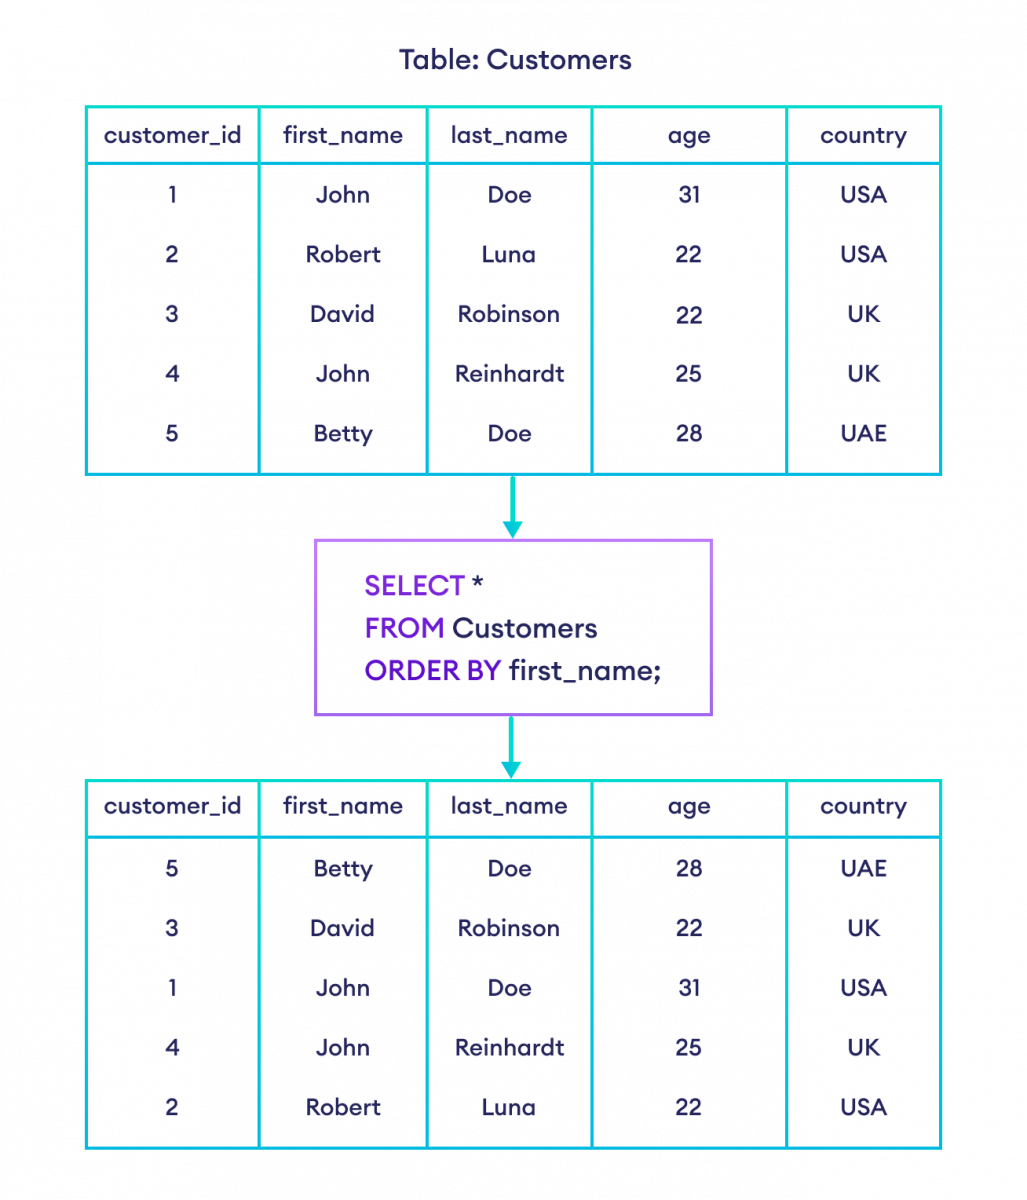 Table: Customers
customer_id first_name last_name age country
1 John Doe 31 USA
2 Robert Luna 22 USA
3 David Robinson 22 UK
4 John Reinhardt 25 UK
5 Betty Doe 28 UAE
SELECT *
FROM Customers
ORDER BY first_name;
customer_id first_name last_name age country
5 Betty Doe 28 UAE
3 David Robinson 22 UK
1 John Doe 31 USA
4 John Reinhardt 25 UK
2 Robert Luna 22 USA